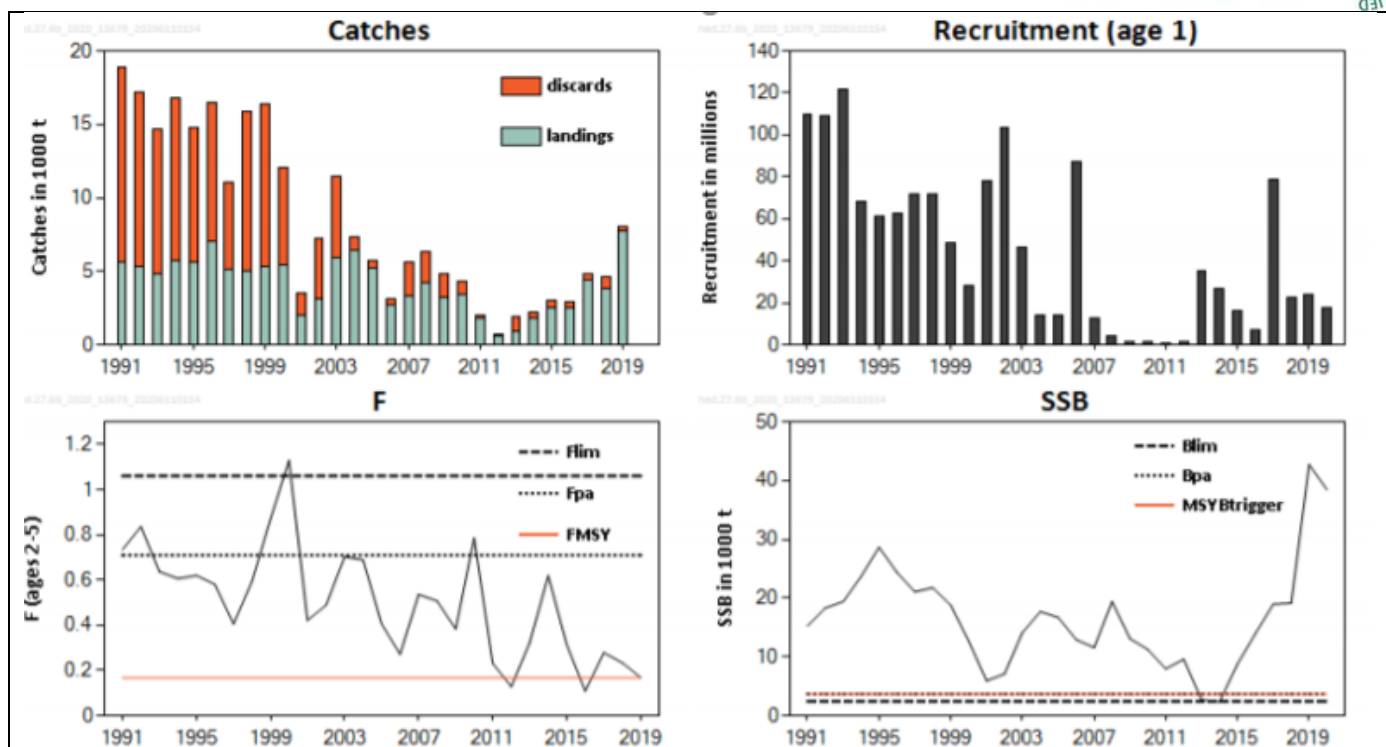 Catches
20
15
10
5
0
Catches in 1000 t
discards
landings
1991 1995 1999 2003 2007 2011 2015 2019
Recruitment (age 1)
140
120
100
80
60
40
20
0
Recruitment in millions
1991 1995 1999 2003 2007 2011 2015 2019
F
1.2
1
0.8
0.6
0.4
0.2
0
F (ages 2-5)
Flim
Fpa
FMSY
1991 1995 1999 2003 2007 2011 2015 2019
SSB
50
40
30
20
10
0
SSB in 1000 t
Blim
Bpa
MSYBtrigger
1991 1995 1999 2003 2007 2011 2015 2019